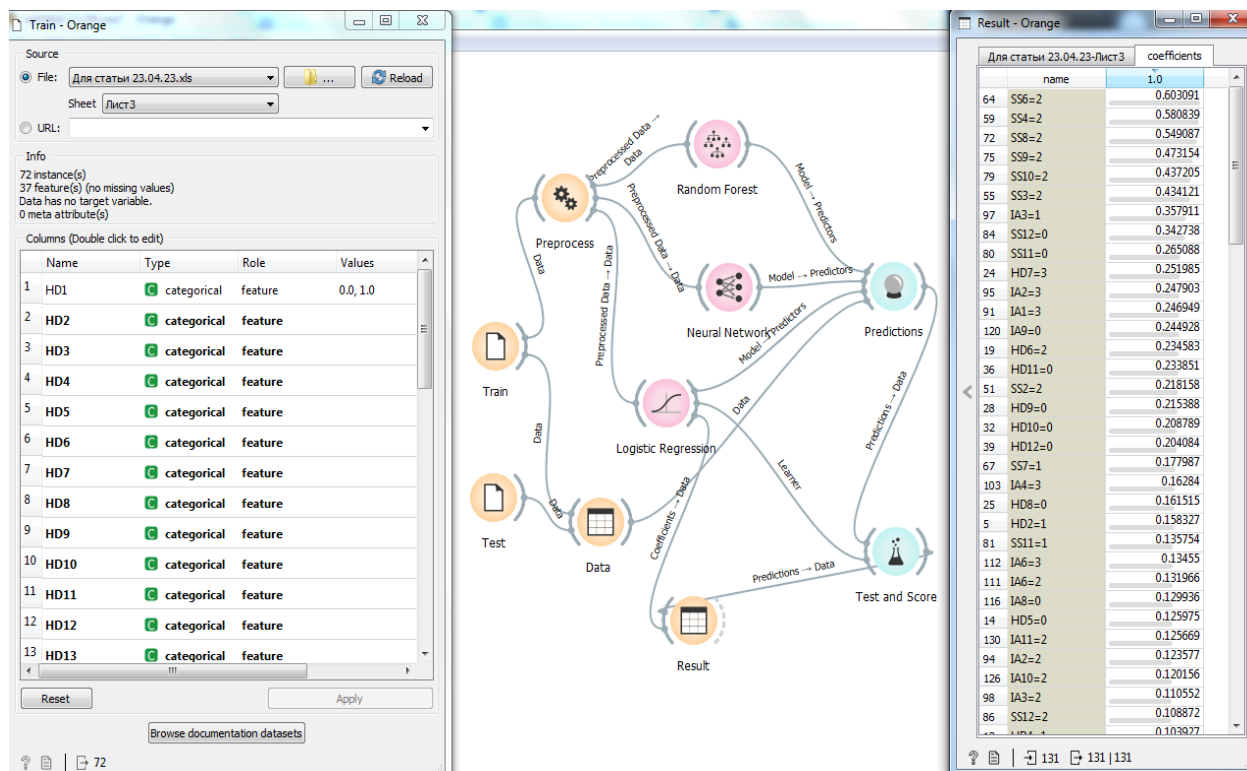 Train - Orange
Source
File: Для статьи 23.04.23.xls ... Reload
Sheet Лист3
URL:
Info
72 instance(s)
37 feature(s) (no missing values)
Data has no target variable.
0 meta attribute(s)
Columns (Double click to edit)
Name Type Role Values
1 HD1 C categorical feature 0.0, 1.0
2 HD2 C categorical feature
3 HD3 C categorical feature
4 HD4 C categorical feature
5 HD5 C categorical feature
6 HD6 C categorical feature
7 HD7 C categorical feature
8 HD8 C categorical feature
9 HD9 C categorical feature
10 HD10 C categorical feature
11 HD11 C categorical feature
12 HD12 C categorical feature
13 HD13 C categorical feature
Reset Apply
Browse documentation datasets
? 72
Preprocessed Data → Data
Random Forest
Model → Predictors
Preprocess
Preprocessed Data → Data
Data
Preprocessed Data → Data
Model → Predictors
Neural Network
Predictions
Model → Predictors
Train
Data
Data
Logistic Regression
Predictions → Data
Learner
Coefficients → Data
Test
Data
Data
Test and Score
Predictions → Data
Result
Result - Orange
Для статьи 23.04.23-Лист3 coefficients
name 1.0
64 SS6=2 0.603091
59 SS4=2 0.580839
72 SS8=2 0.549087
75 SS9=2 0.473154
79 SS10=2 0.437205
55 SS3=2 0.434121
97 IA3=1 0.357911
84 SS12=0 0.342738
80 SS11=0 0.265088
24 HD7=3 0.251985
95 IA2=3 0.247903
91 IA1=3 0.246949
120 IA9=0 0.244928
19 HD6=2 0.234583
36 HD11=0 0.233851
51 SS2=2 0.218158
28 HD9=0 0.215388
32 HD10=0 0.208789
39 HD12=0 0.204084
67 SS7=1 0.177987
103 IA4=3 0.16284
25 HD8=0 0.161515
5 HD2=1 0.158327
81 SS11=1 0.135754
112 IA6=3 0.13455
111 IA6=2 0.131966
116 IA8=0 0.129936
14 HD5=0 0.125975
130 IA11=2 0.125669
94 IA2=2 0.123577
126 IA10=2 0.120156
98 IA3=2 0.110552
86 SS12=2 0.108872
0.103927
? 131 131 | 131